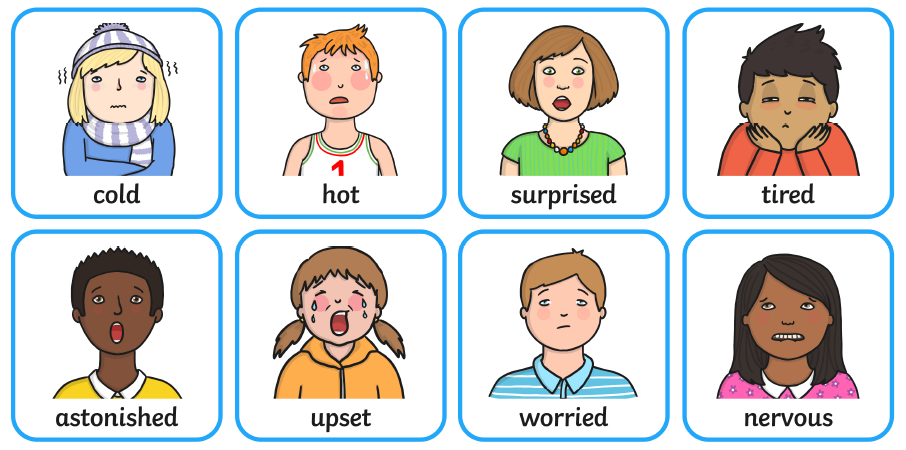 cold
hot
1
surprised
tired
astonished
upset
worried
nervous